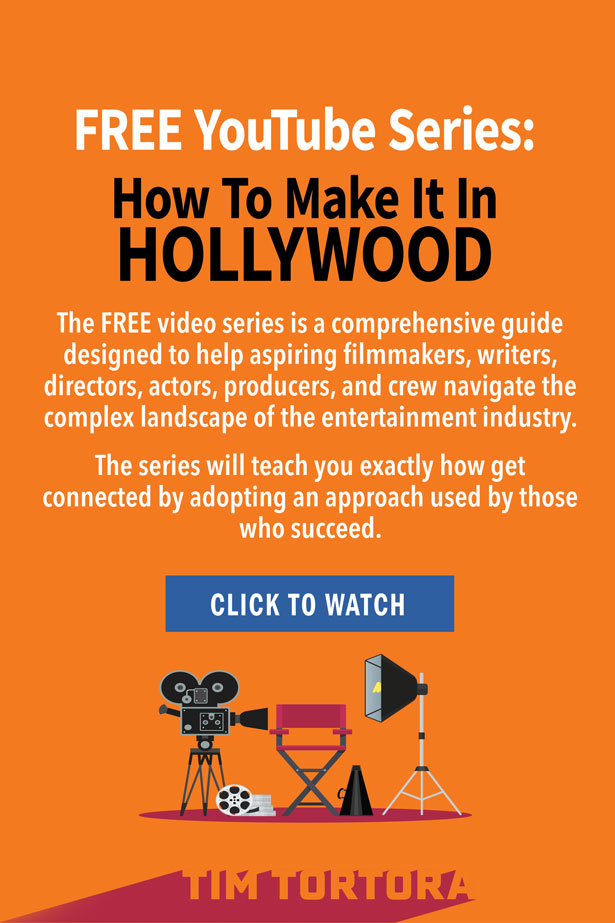 FREE YouTube Series:
How To Make It In
HOLLYWOOD
The FREE video series is a comprehensive guide
designed to help aspiring filmmakers, writers,
directors, actors, producers, and crew navigate the
complex landscape of the entertainment industry.
The series will teach you exactly how get
connected by adopting an approach used by those
who succeed.
CLICK TO WATCH
TIM TORTORA